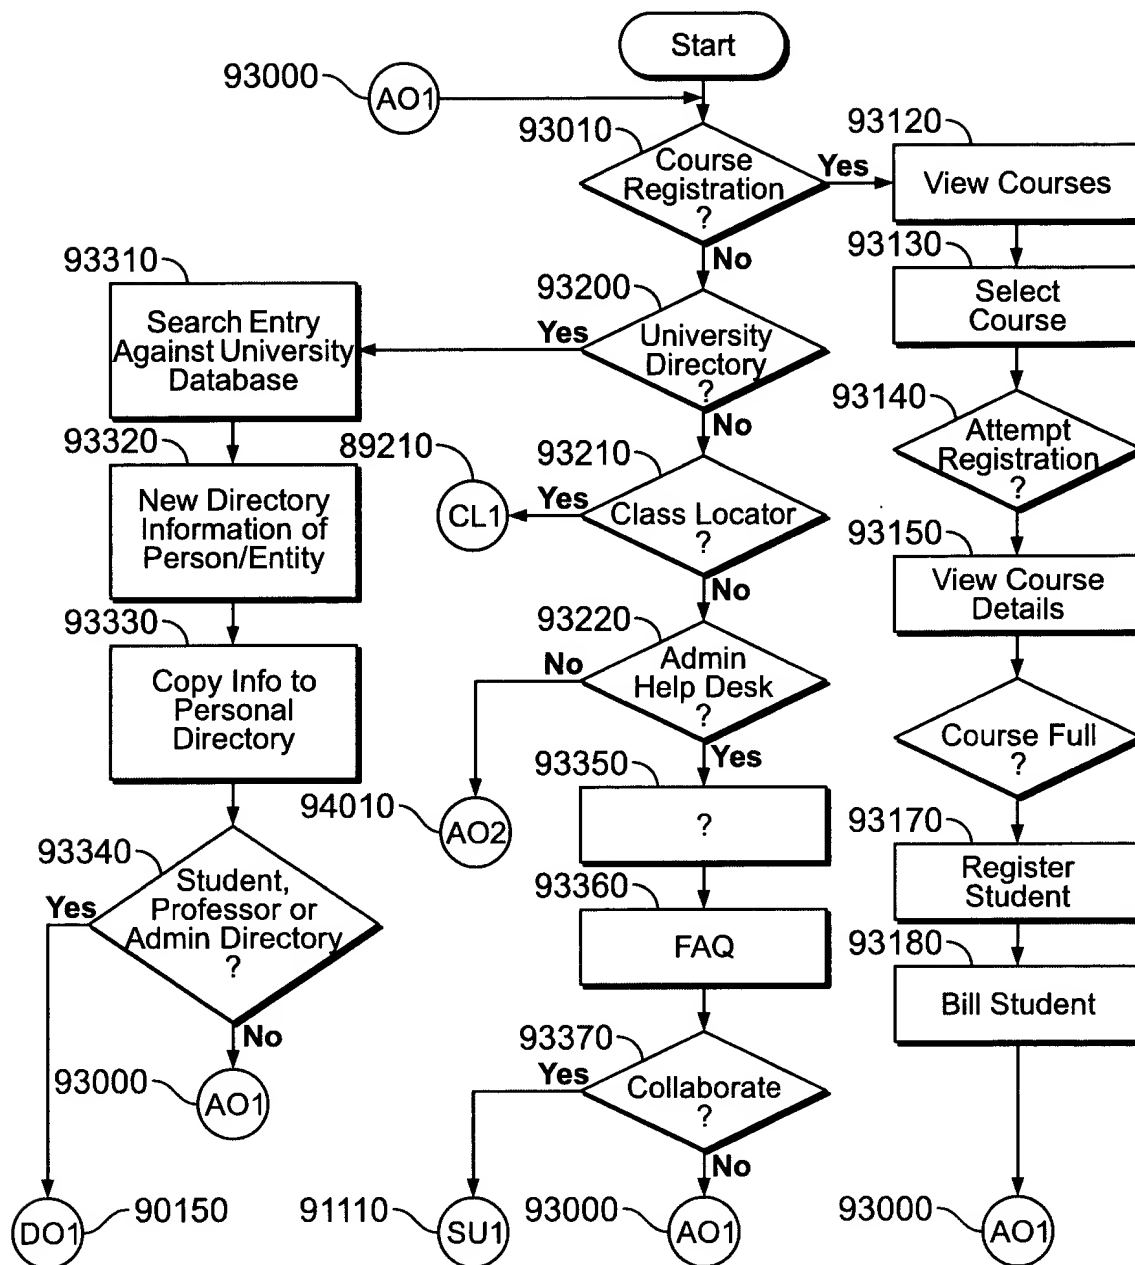 Start
93000
AO1
93010
Course
Registration
?
Yes
No
93120
View Courses
93130
Select
Course
93140
Attempt
Registration
?
93150
View Course
Details
Course Full
?
93170
Register
Student
93180
Bill Student
93000
AO1
93200
University
Directory
?
Yes
No
93310
Search Entry
Against University
Database
93320
New Directory
Information of
Person/Entity
93330
Copy Info to
Personal
Directory
93340
Student,
Professor or
Admin Directory
?
Yes
No
93000
AO1
DO1
90150
93210
Class Locator
?
Yes
No
89210
CL1
93220
Admin
Help Desk
?
No
Yes
94010
AO2
93350
?
93360
FAQ
93370
Collaborate
?
Yes
No
91110
SU1
93000
AO1